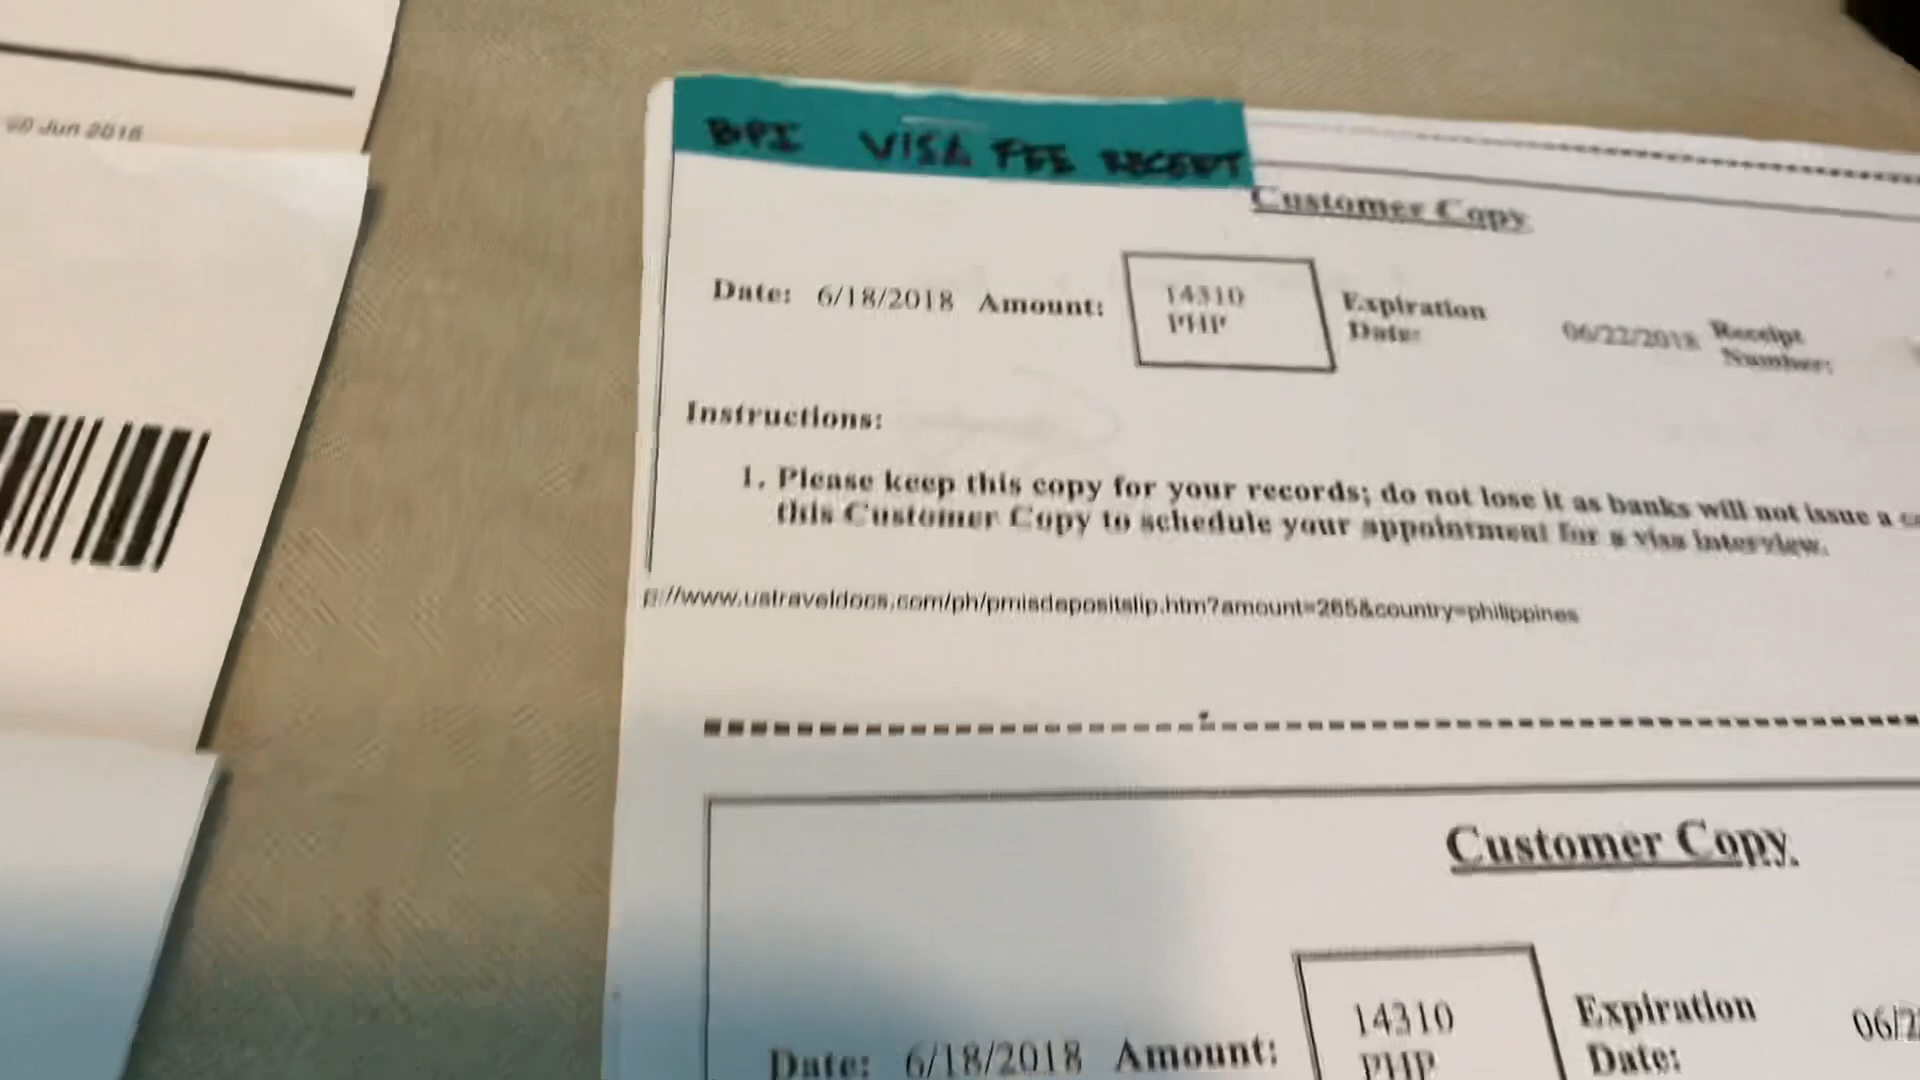 Jun 2018
BPI VISA FEE RECEIPT
Customer Copy
Date: 6/18/2018 Amount: 14310 PHP Expiration Date: 06/22/2018 Receipt Number:
Instructions:
1. Please keep this copy for your records; do not lose it as banks will not issue a
this Customer Copy to schedule your appointment for a visa interview.
p://www.ustraveldocs.com/ph/pmisdepositslip.htm?amount=265&country=philippines
Customer Copy
Date: 6/18/2018 Amount: 14310 PHP Expiration Date: 06/2